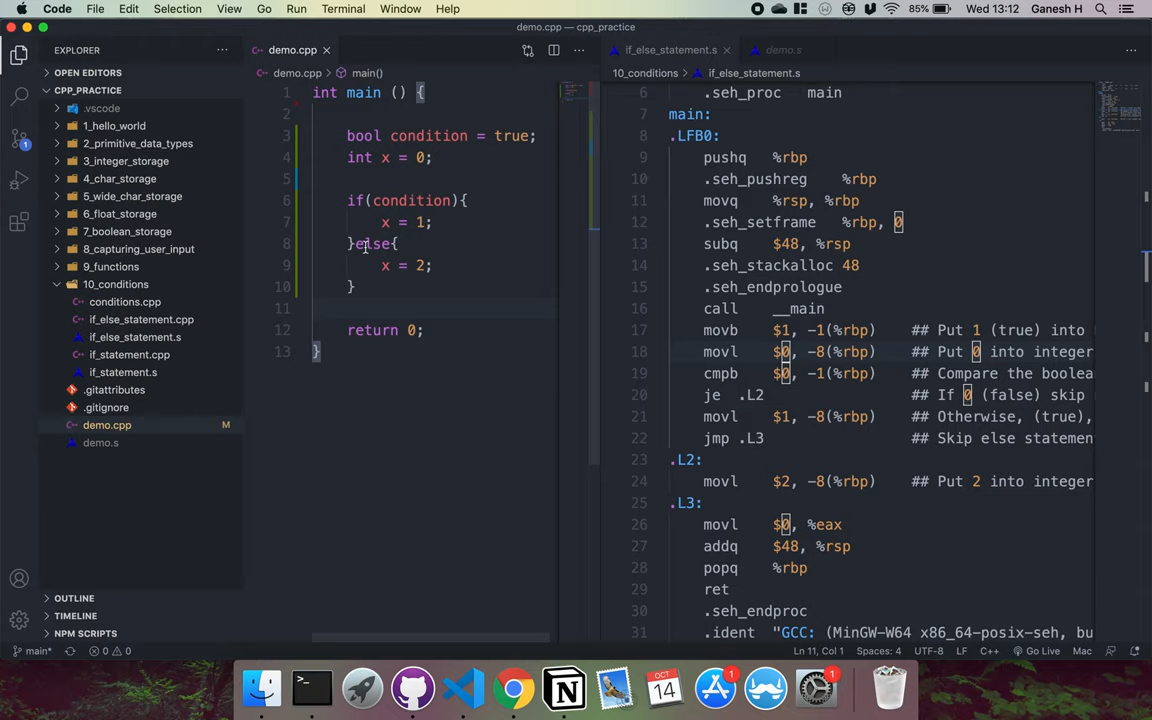 Code File Edit Selection View Go Run Terminal Window Help 85% Wed 13:12 Ganesh H
demo.cpp — cpp_practice
EXPLORER
OPEN EDITORS
CPP_PRACTICE
.vscode
1_hello_world
2_primitive_data_types
3_integer_storage
4_char_storage
5_wide_char_storage
6_float_storage
7_boolean_storage
8_capturing_user_input
9_functions
10_conditions
conditions.cpp
if_else_statement.cpp
if_else_statement.s
if_statement.cpp
if_statement.s
.gitattributes
.gitignore
demo.cpp M
demo.s
OUTLINE
TIMELINE
NPM SCRIPTS
demo.cpp
demo.cpp > main()
1 int main () {
2
3 bool condition = true;
4 int x = 0;
5
6 if(condition){
7 x = 1;
8 }else{
9 x = 2;
10 }
11
12 return 0;
13 }
if_else_statement.s demo.s
10_conditions > if_else_statement.s
6 .seh_proc main
7 main:
8 .LFB0:
9 pushq %rbp
10 .seh_pushreg %rbp
11 movq %rsp, %rbp
12 .seh_setframe %rbp, 0
13 subq $48, %rsp
14 .seh_stackalloc 48
15 .seh_endprologue
16 call __main
17 movb $1, -1(%rbp) ## Put 1 (true) into
18 movl $0, -8(%rbp) ## Put 0 into integer
19 cmpb $0, -1(%rbp) ## Compare the boolea
20 je .L2 ## If 0 (false) skip
21 movl $1, -8(%rbp) ## Otherwise, (true),
22 jmp .L3 ## Skip else statement
23 .L2:
24 movl $2, -8(%rbp) ## Put 2 into integer
25 .L3:
26 movl $0, %eax
27 addq $48, %rsp
28 popq %rbp
29 ret
30 .seh_endproc
31 .ident "GCC: (MinGW-W64 x86_64-posix-seh, bu
main* 0 0 Ln 11, Col 1 Spaces: 4 UTF-8 LF C++ Go Live Mac
1
OCT
14
1
1